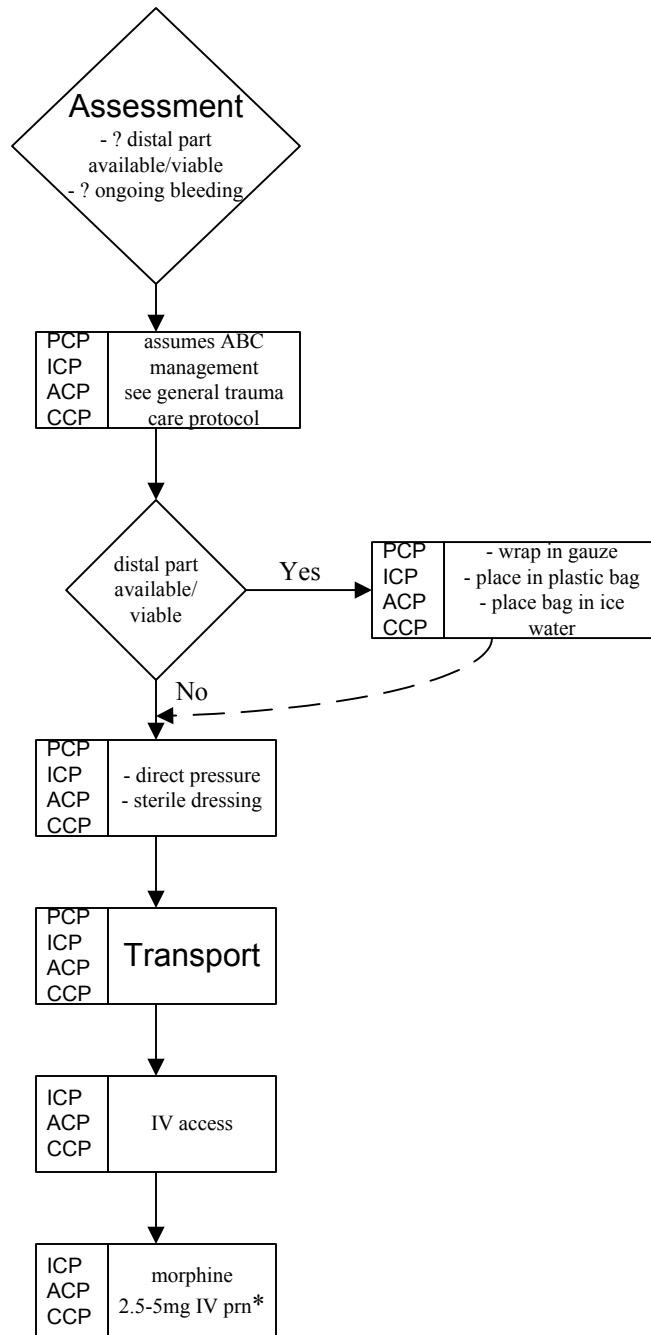 Assessment
- ? distal part
available/viable
- ? ongoing bleeding
PCP
ICP
ACP
CCP
assumes ABC
management
see general trauma
care protocol
distal part
available/
viable
Yes
PCP
ICP
ACP
CCP
- wrap in gauze
- place in plastic bag
- place bag in ice
water
No
PCP
ICP
ACP
CCP
- direct pressure
- sterile dressing
PCP
ICP
ACP
CCP
Transport
ICP
ACP
CCP
IV access
ICP
ACP
CCP
morphine
2.5-5mg IV prn*